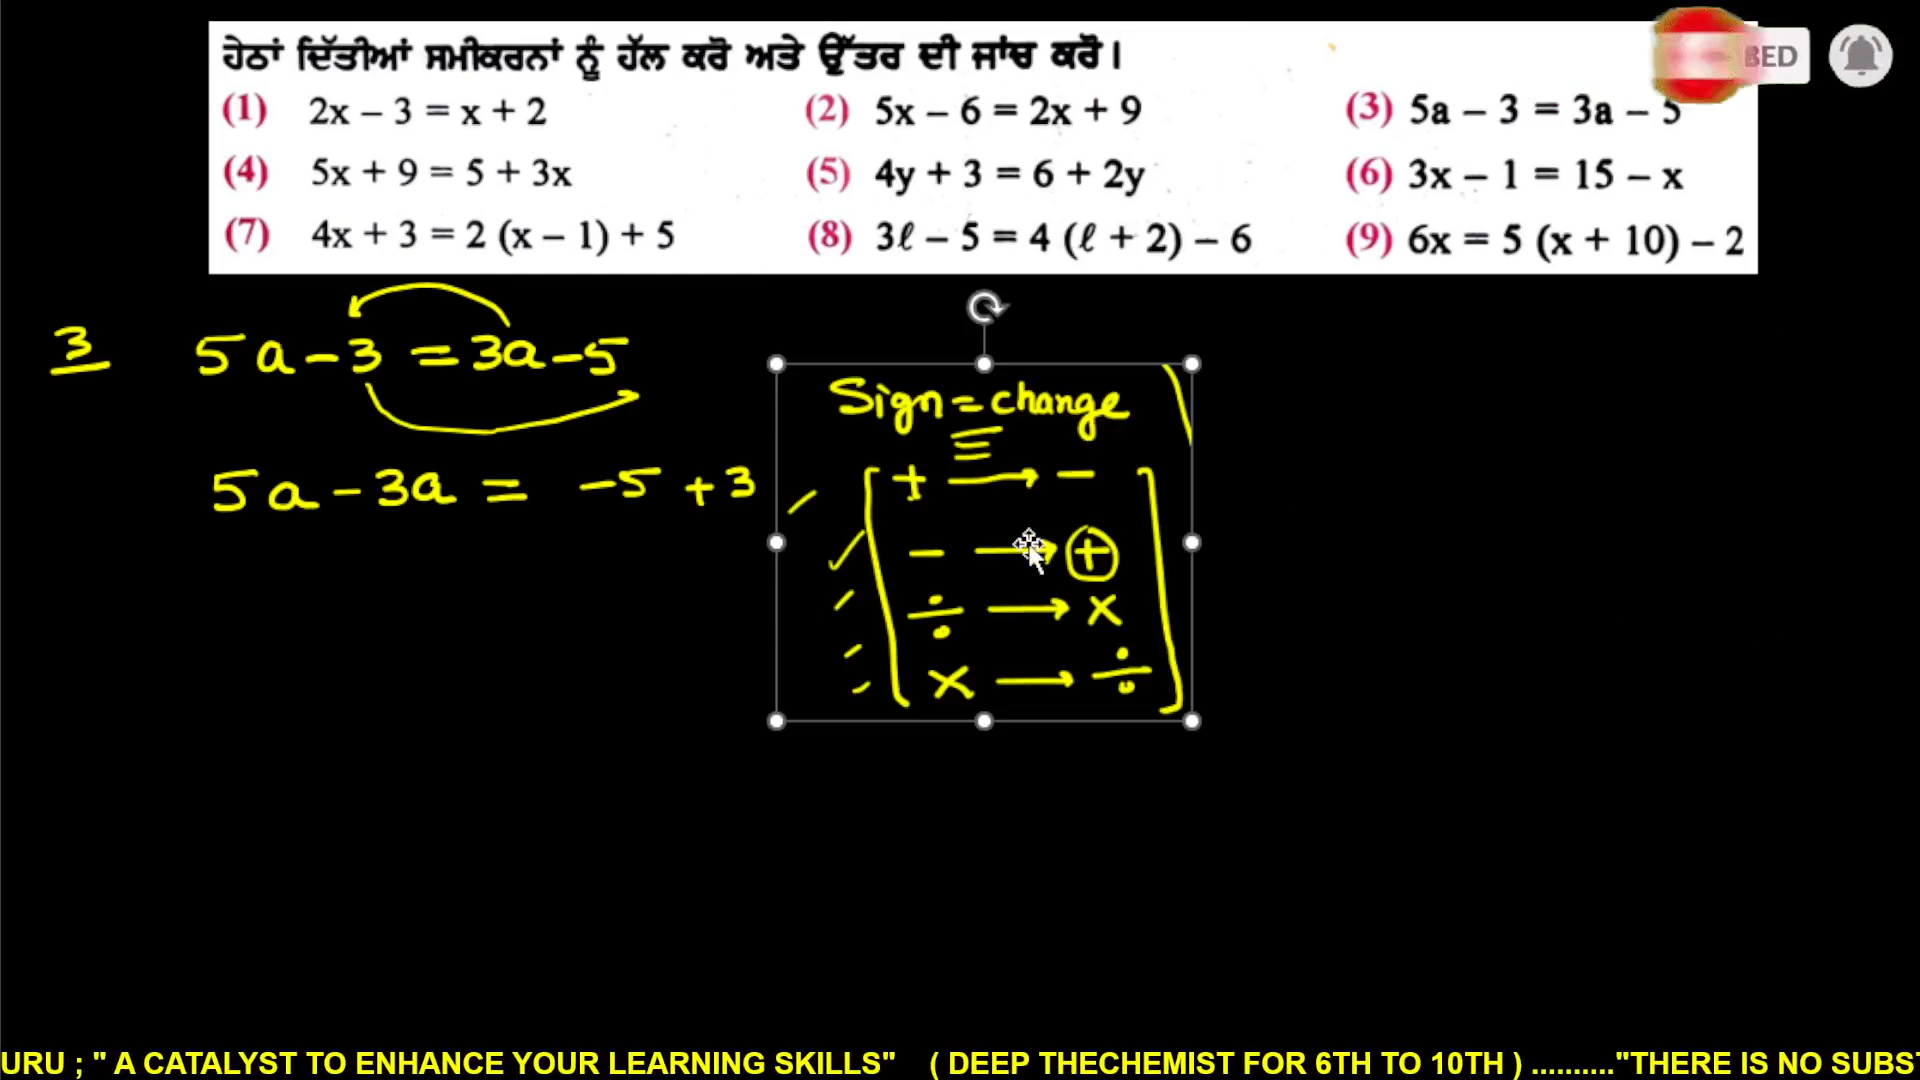 ਹੇਠਾਂ ਦਿੱਤੀਆਂ ਸਮੀਕਰਨਾਂ ਨੂੰ ਹੱਲ ਕਰੋ ਅਤੇ ਉੱਤਰ ਦੀ ਜਾਂਚ ਕਰੋ।
BED
(1) 2x – 3 = x + 2 (2) 5x – 6 = 2x + 9 (3) 5a – 3 = 3a – 5
(4) 5x + 9 = 5 + 3x (5) 4y + 3 = 6 + 2y (6) 3x – 1 = 15 – x
(7) 4x + 3 = 2 (x – 1) + 5 (8) 3ℓ – 5 = 4 (ℓ + 2) – 6 (9) 6x = 5 (x + 10) – 2
3 5a - 3 = 3a - 5
5a - 3a = -5 + 3
Sign = change
+ → -
- → +
÷ → ×
× → ÷
URU ; " A CATALYST TO ENHANCE YOUR LEARNING SKILLS" ( DEEP THECHEMIST FOR 6TH TO 10TH ) .........."THERE IS NO SUBS